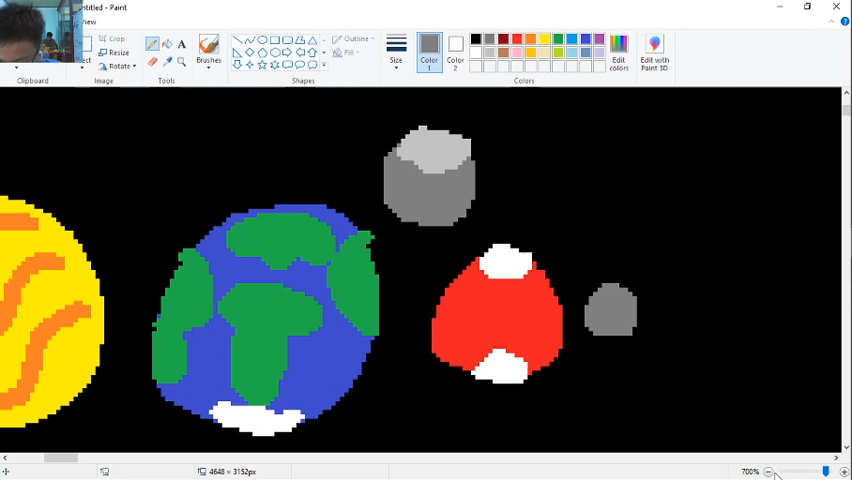 ntitled - Paint
View
Crop
Resize
Rotate
ect
Brushes
Outline
Fill
Size
Color
1
Color
2
Edit
colors
Edit with
Paint 3D
Clipboard
Image
Tools
Shapes
Colors
4648 × 3152px
700%